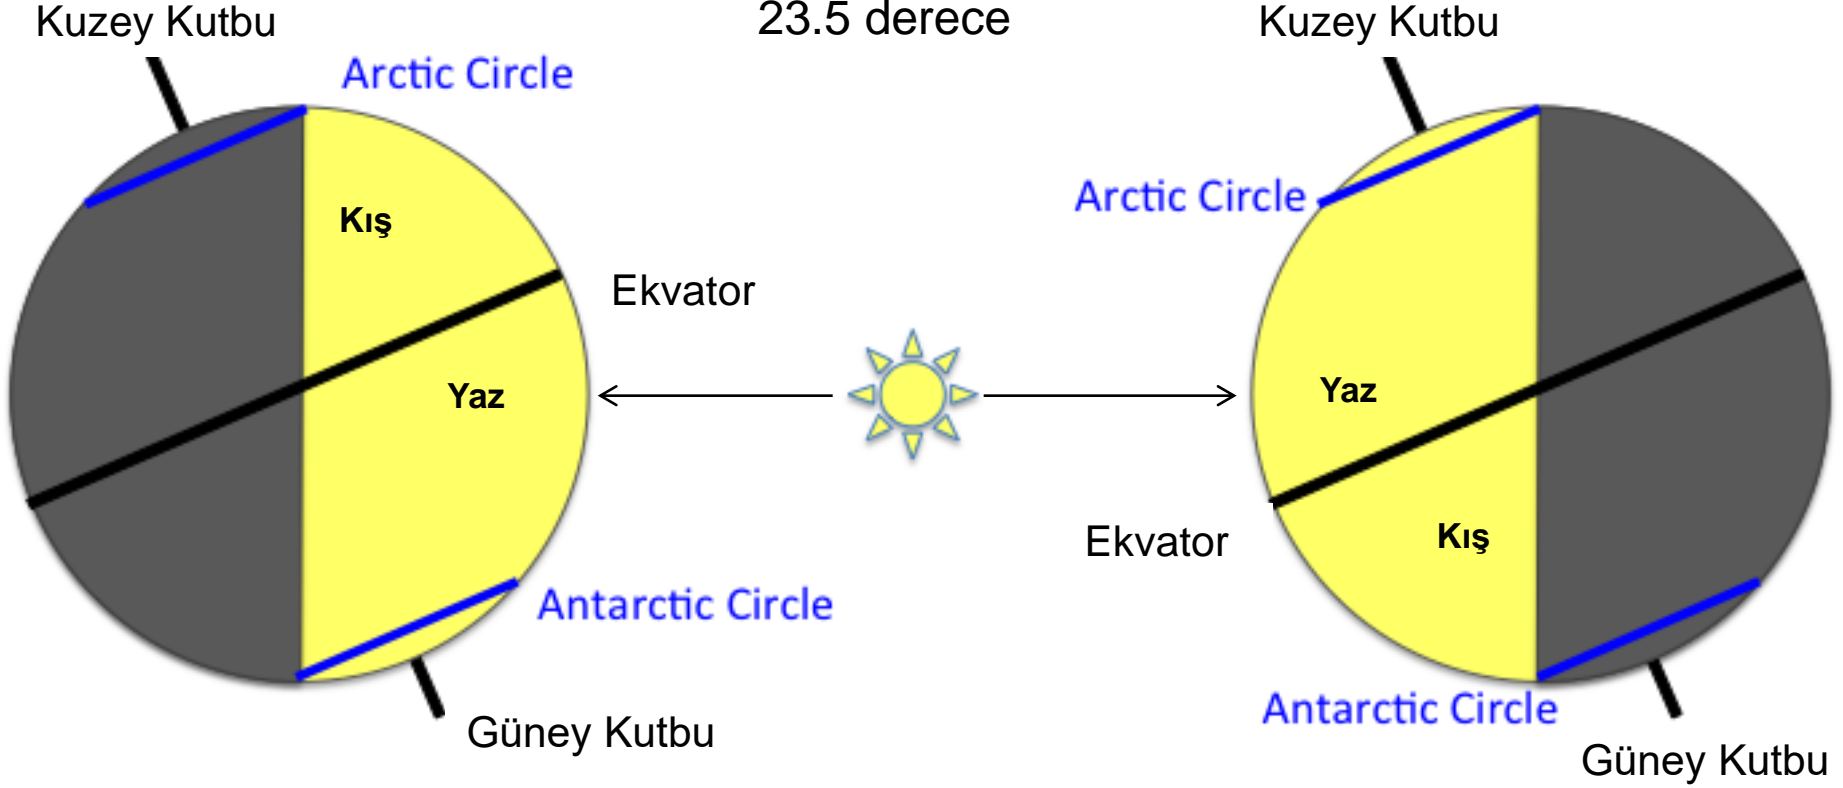 Kuzey Kutbu
23.5 derece
Kuzey Kutbu
Arctic Circle
Arctic Circle
Kış
Ekvator
Yaz
Yaz
Ekvator
Kış
Antarctic Circle
Antarctic Circle
Güney Kutbu
Güney Kutbu